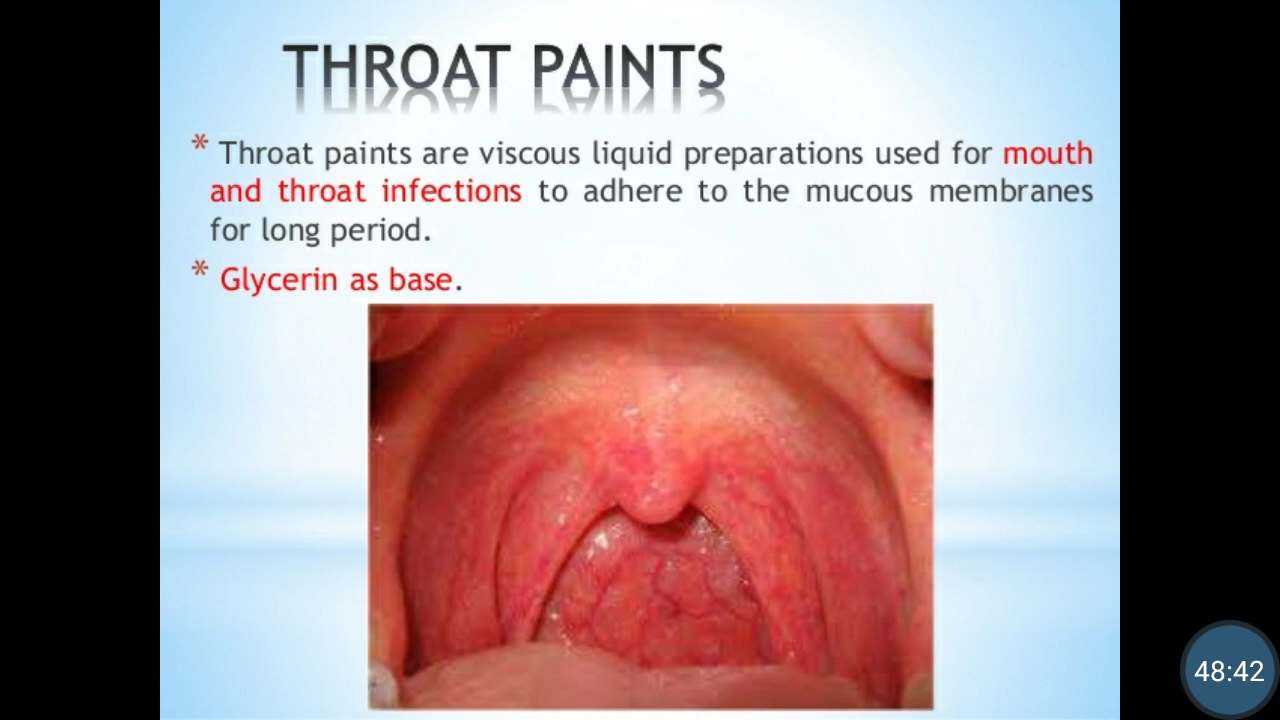 THROAT PAINTS
* Throat paints are viscous liquid preparations used for mouth
and throat infections to adhere to the mucous membranes
for long period.
* Glycerin as base.
48:42